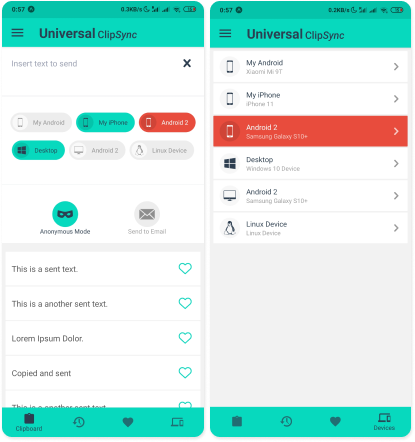 0:57 0.3KB/s
Universal ClipSync
Insert text to send
My Android My iPhone Android 2
Desktop Android 2 Linux Device
Anonymous Mode Send to Email
This is a sent text.
This is a another sent text.
Lorem Ipsum Dolor.
Copied and sent
This is a another sent text
Clipboard
0:57 0.2KB/s
Universal ClipSync
My Android
Xiaomi Mi 9T
My iPhone
iPhone 11
Android 2
Samsung Galaxy S10+
Desktop
Windows 10 Device
Android 2
Samsung Galaxy S10+
Linux Device
Linux Device
Devices